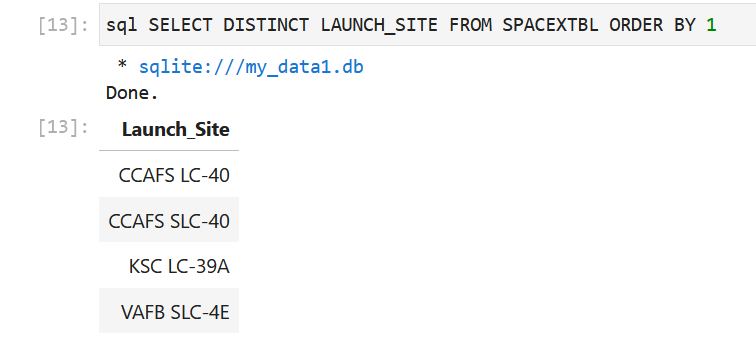 [13]: sql SELECT DISTINCT LAUNCH_SITE FROM SPACEXTBL ORDER BY 1
* sqlite:///my_data1.db
Done.
[13]: Launch_Site
CCAFS LC-40
CCAFS SLC-40
KSC LC-39A
VAFB SLC-4E